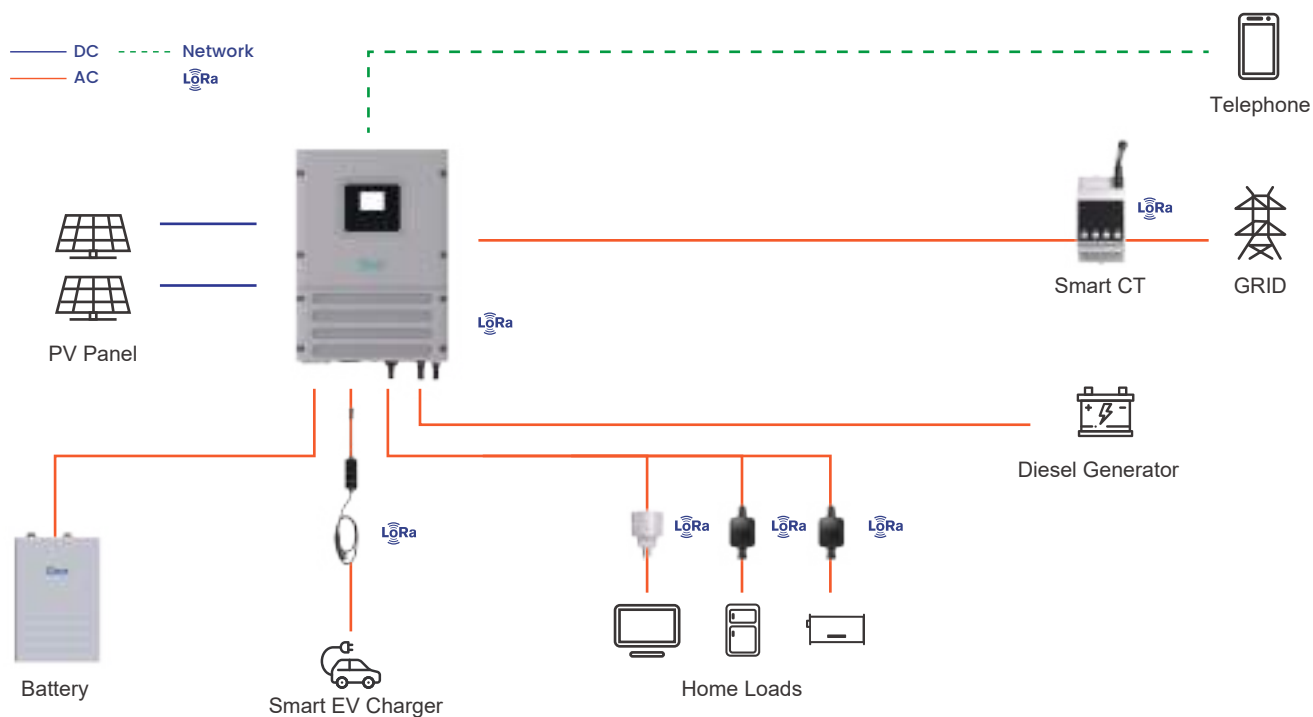 DC
Network
AC
LoRa
Telephone
LoRa
Smart CT
GRID
PV Panel
LoRa
Diesel Generator
LoRa
LoRa
LoRa
LoRa
Battery
Smart EV Charger
Home Loads